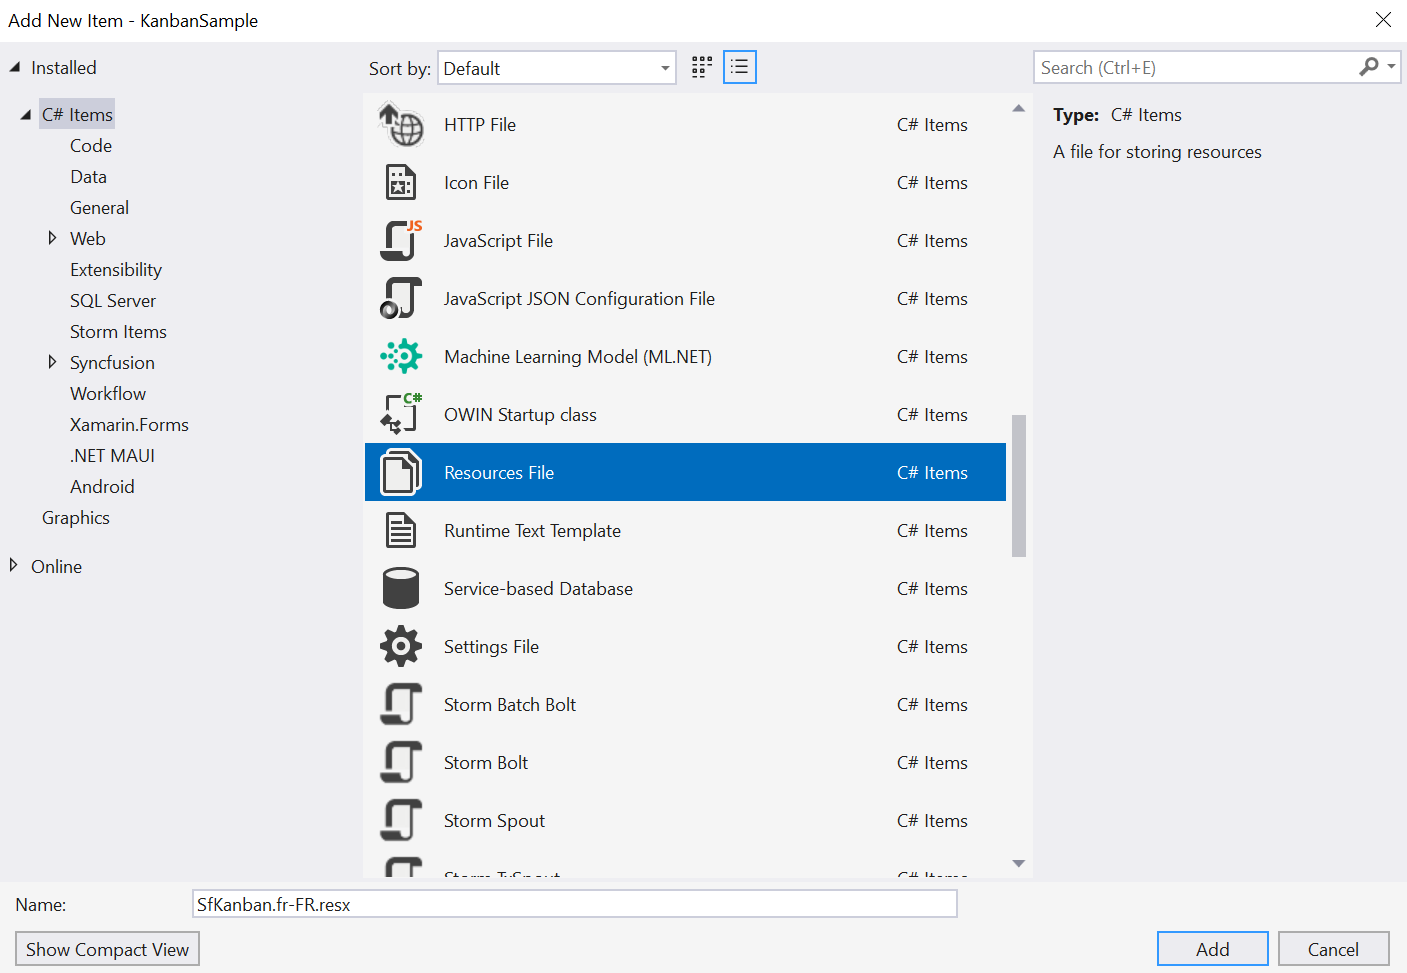 Add New Item - KanbanSample
Installed
C# Items
Code
Data
General
Web
Extensibility
SQL Server
Storm Items
Syncfusion
Workflow
Xamarin.Forms
.NET MAUI
Android
Graphics
Online
Sort by: Default
HTTP File C# Items
Icon File C# Items
JS
JavaScript File C# Items
JavaScript JSON Configuration File C# Items
Machine Learning Model (ML.NET) C# Items
C#
OWIN Startup class C# Items
Resources File C# Items
Runtime Text Template C# Items
Service-based Database C# Items
Settings File C# Items
Storm Batch Bolt C# Items
Storm Bolt C# Items
Storm Spout C# Items
Storm TxSpout C# Items
Search (Ctrl+E)
Type: C# Items
A file for storing resources
Name: SfKanban.fr-FR.resx
Show Compact View
Add
Cancel